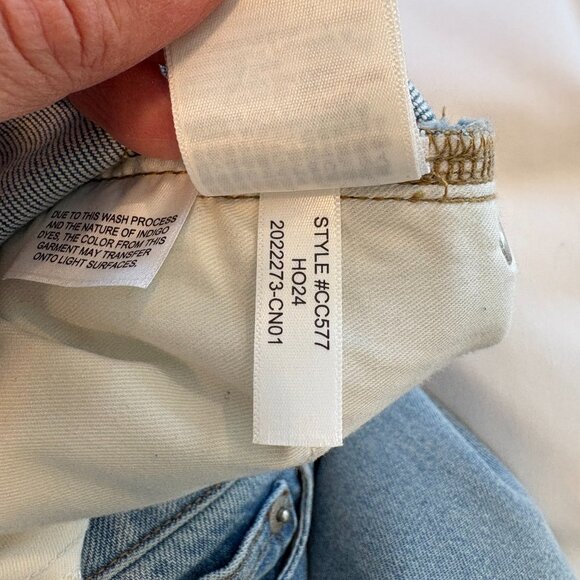 DUE TO THIS WASH PROCESS
AND THE NATURE OF INDIGO
DYES, THE COLOR FROM THIS
GARMENT MAY TRANSFER
ONTO LIGHT SURFACES.
STYLE #CC577
HO24
2022273-CN01